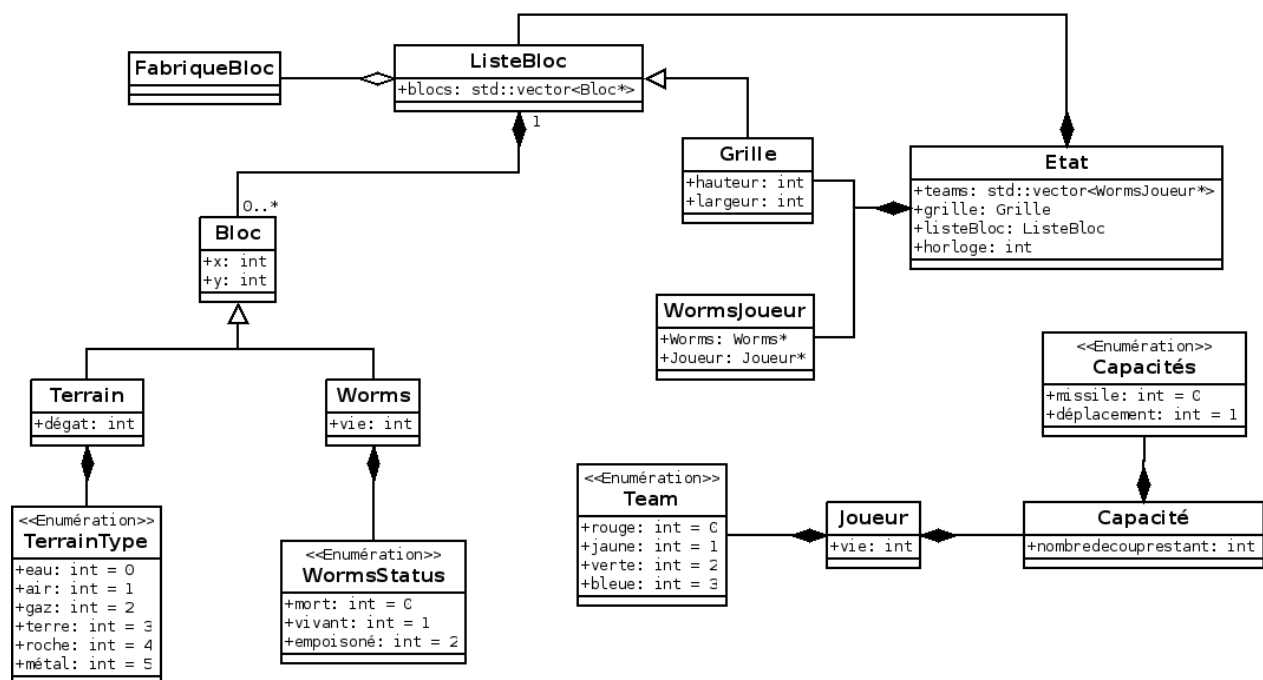 FabriqueBloc
ListeBloc
+blocs: std::vector<Bloc*>
1
0..*
Grille
+hauteur: int
+largeur: int
Etat
+teams: std::vector<WormsJoueur*>
+grille: Grille
+listeBloc: ListeBloc
+horloge: int
Bloc
+x: int
+y: int
WormsJoueur
+Worms: Worms*
+Joueur: Joueur*
Terrain
+dégat: int
Worms
+vie: int
<<Enumération>>
Capacités
+missile: int = 0
+déplacement: int = 1
<<Enumération>>
TerrainType
+eau: int = 0
+air: int = 1
+gaz: int = 2
+terre: int = 3
+roche: int = 4
+métal: int = 5
<<Enumération>>
WormsStatus
+mort: int = 0
+vivant: int = 1
+empoisoné: int = 2
<<Enumération>>
Team
+rouge: int = 0
+jaune: int = 1
+verte: int = 2
+bleue: int = 3
Joueur
+vie: int
Capacité
+nombredecouprestant: int